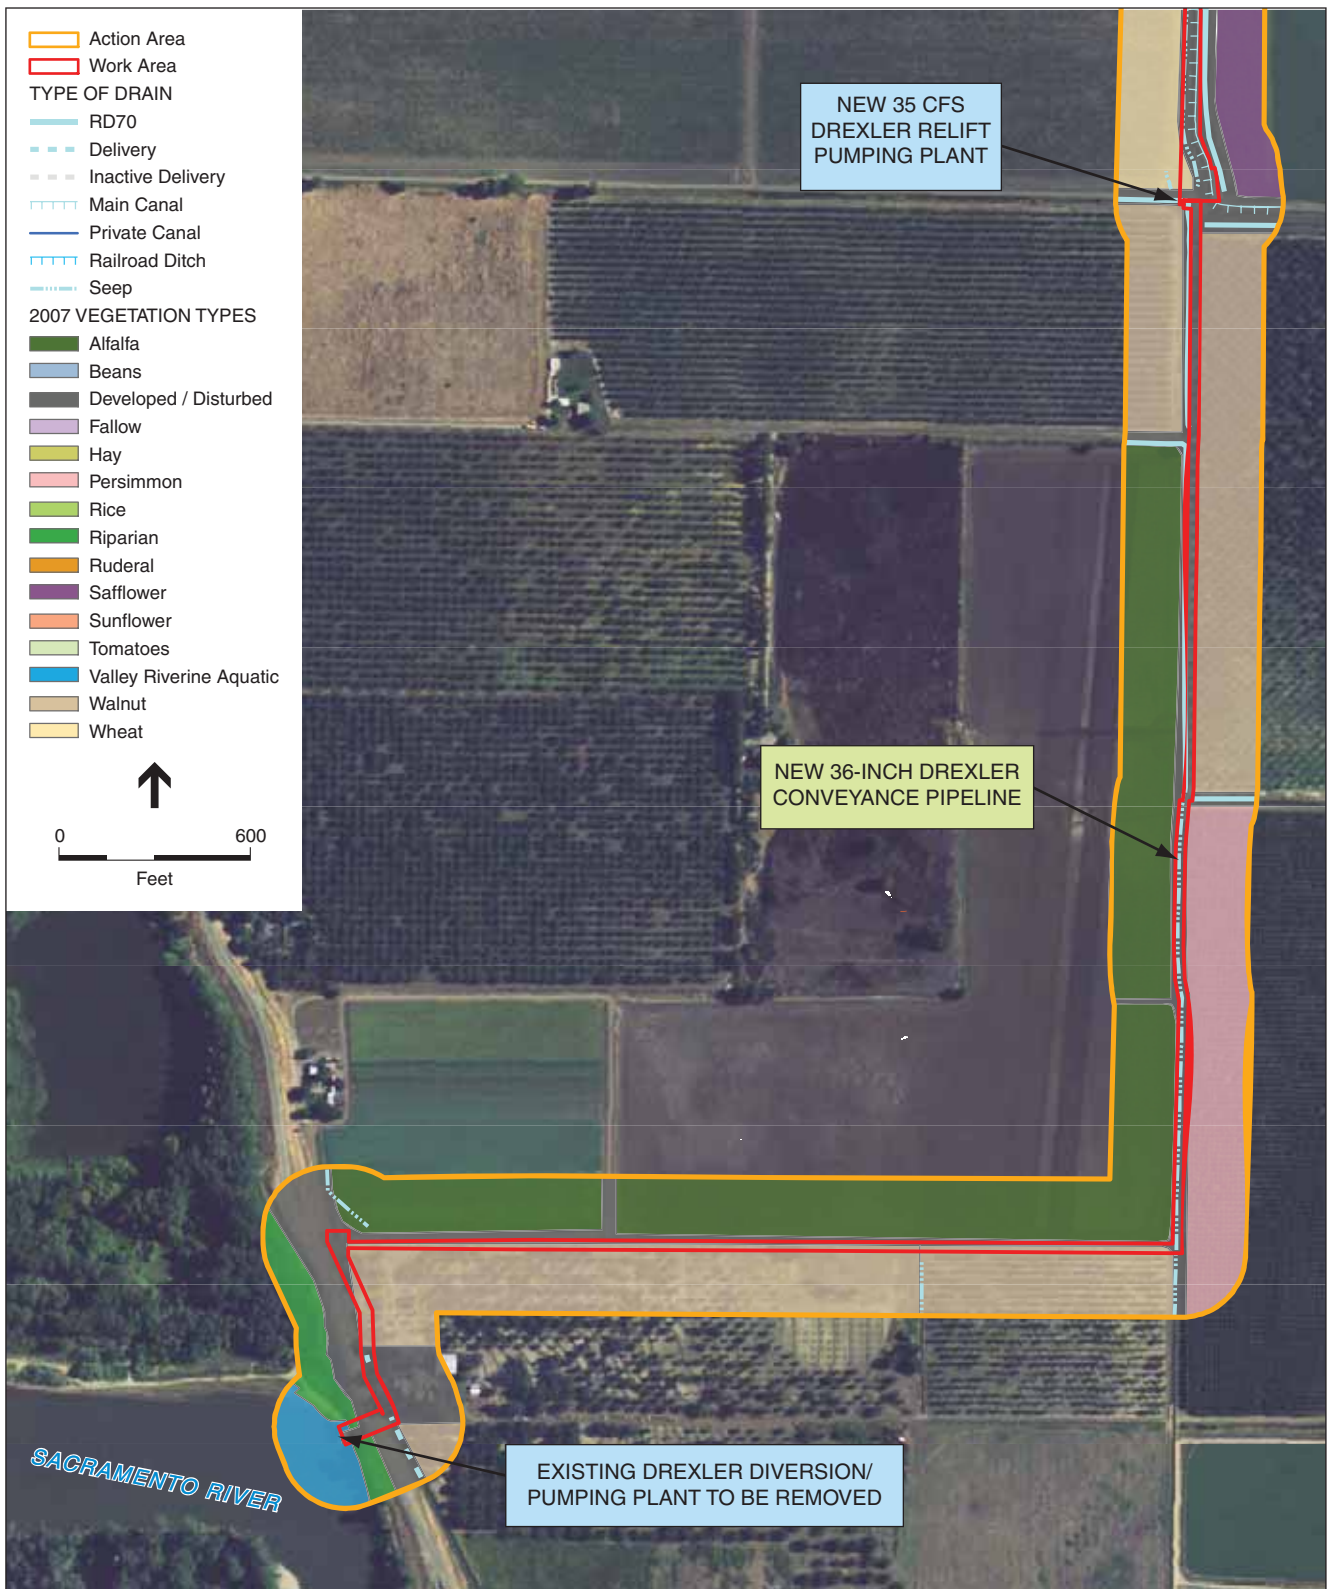 Action Area
Work Area
TYPE OF DRAIN
RD70
Delivery
Inactive Delivery
Main Canal
Private Canal
Railroad Ditch
Seep
2007 VEGETATION TYPES
Alfalfa
Beans
Developed / Disturbed
Fallow
Hay
Persimmon
Rice
Riparian
Ruderal
Safflower
Sunflower
Tomatoes
Valley Riverine Aquatic
Walnut
Wheat
0 600
Feet
NEW 35 CFS
DREXLER RELIFT
PUMPING PLANT
NEW 36-INCH DREXLER
CONVEYANCE PIPELINE
EXISTING DREXLER DIVERSION/
PUMPING PLANT TO BE REMOVED
SACRAMENTO RIVER